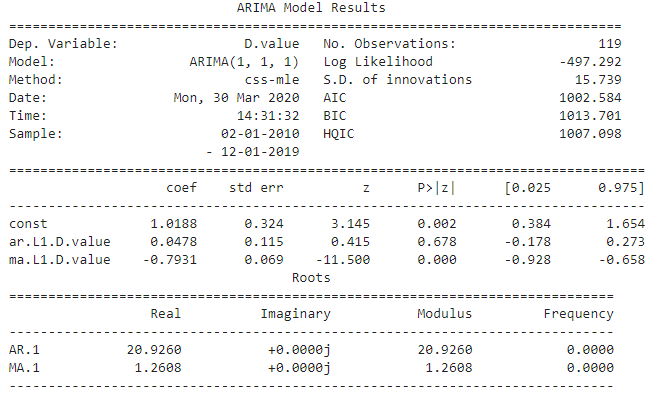 ARIMA Model Results
==============================================================================
Dep. Variable:                D.value   No. Observations:                  119
Model:                 ARIMA(1, 1, 1)   Log Likelihood                -497.292
Method:                       css-mle   S.D. of innovations             15.739
Date:                Mon, 30 Mar 2020   AIC                           1002.584
Time:                        14:31:32   BIC                           1013.701
Sample:                    02-01-2010   HQIC                          1007.098
                         - 12-01-2019
=================================================================================
                    coef    std err          z      P>|z|      [0.025      0.975]
---------------------------------------------------------------------------------
const             1.0188      0.324      3.145      0.002       0.384       1.654
ar.L1.D.value     0.0478      0.115      0.415      0.678      -0.178       0.273
ma.L1.D.value    -0.7931      0.069    -11.500      0.000      -0.928      -0.658
                                    Roots
=============================================================================
                  Real          Imaginary           Modulus         Frequency
-----------------------------------------------------------------------------
AR.1           20.9260           +0.0000j           20.9260            0.0000
MA.1            1.2608           +0.0000j            1.2608            0.0000
-----------------------------------------------------------------------------